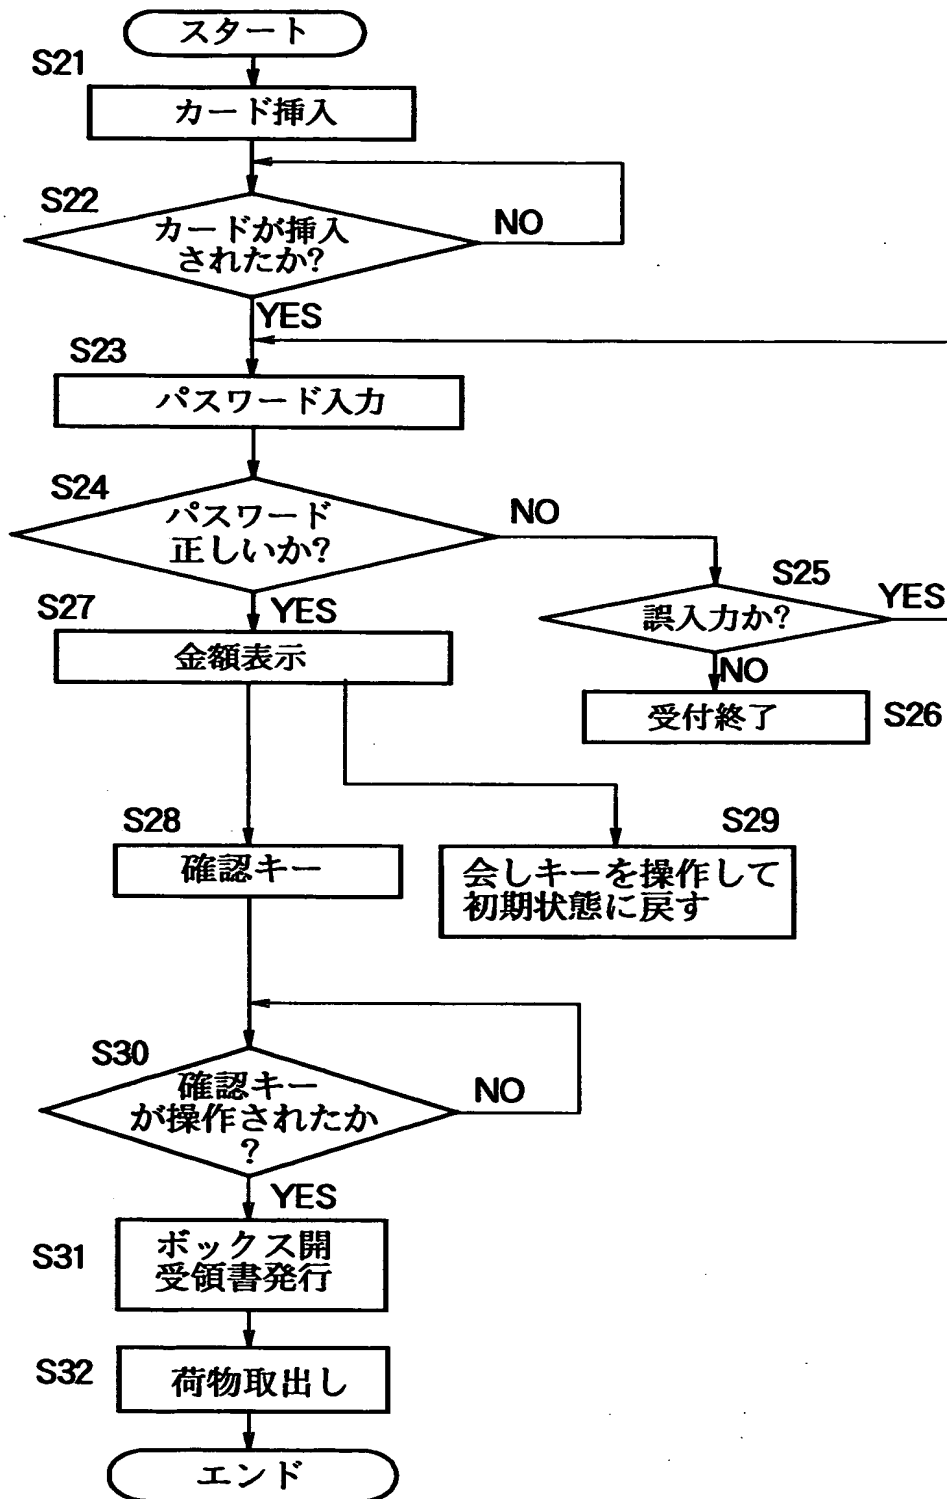 スタート
S21
カード挿入
S22
カードが挿入
されたか?
NO
YES
S23
パスワード入力
S24
パスワード
正しいか?
NO
S25
誤入力か?
YES
NO
受付終了
S26
S27
YES
金額表示
S28
確認キー
S29
会しキーを操作して
初期状態に戻す
S30
確認キー
が操作されたか
?
NO
YES
S31
ボックス開
受領書発行
S32
荷物取出し
エンド